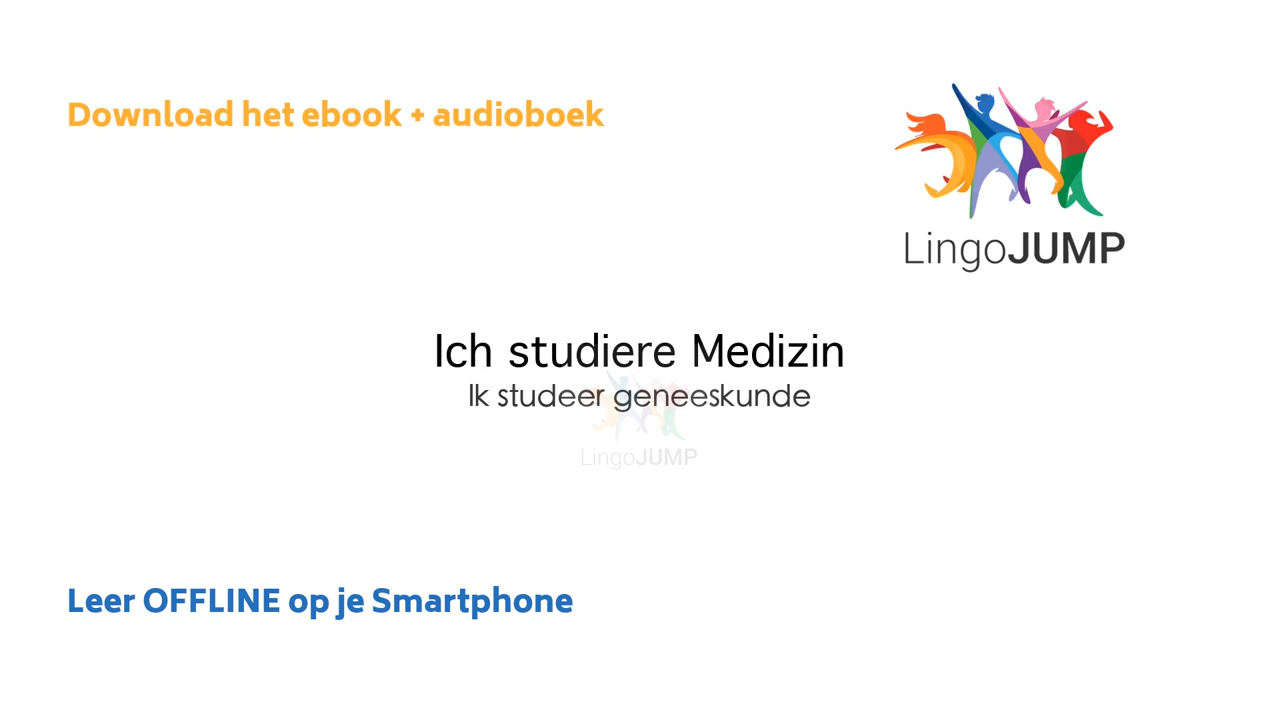 Download het ebook + audioboek
LingoJUMP
Ich studiere Medizin
Ik studeer geneeskunde
LingoJUMP
Leer OFFLINE op je Smartphone